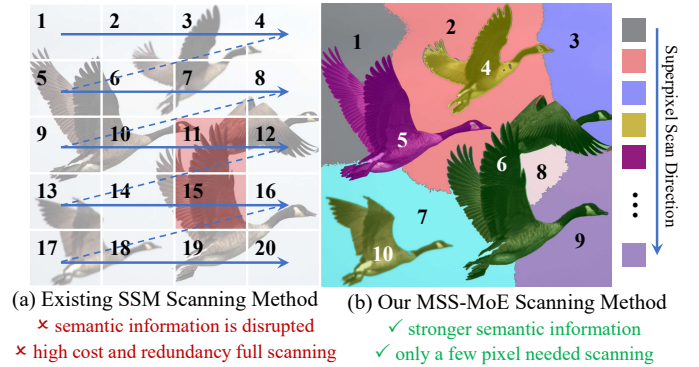 1 2 3 4
5 6 7 8
9 10 11 12
13 14 15 16
17 18 19 20
(a) Existing SSM Scanning Method
✗ semantic information is disrupted
✗ high cost and redundancy full scanning
1 2 3
4
5 6
8
7
9
10
Superpixel Scan Direction
...
(b) Our MSS-MoE Scanning Method
✓ stronger semantic information
✓ only a few pixel needed scanning